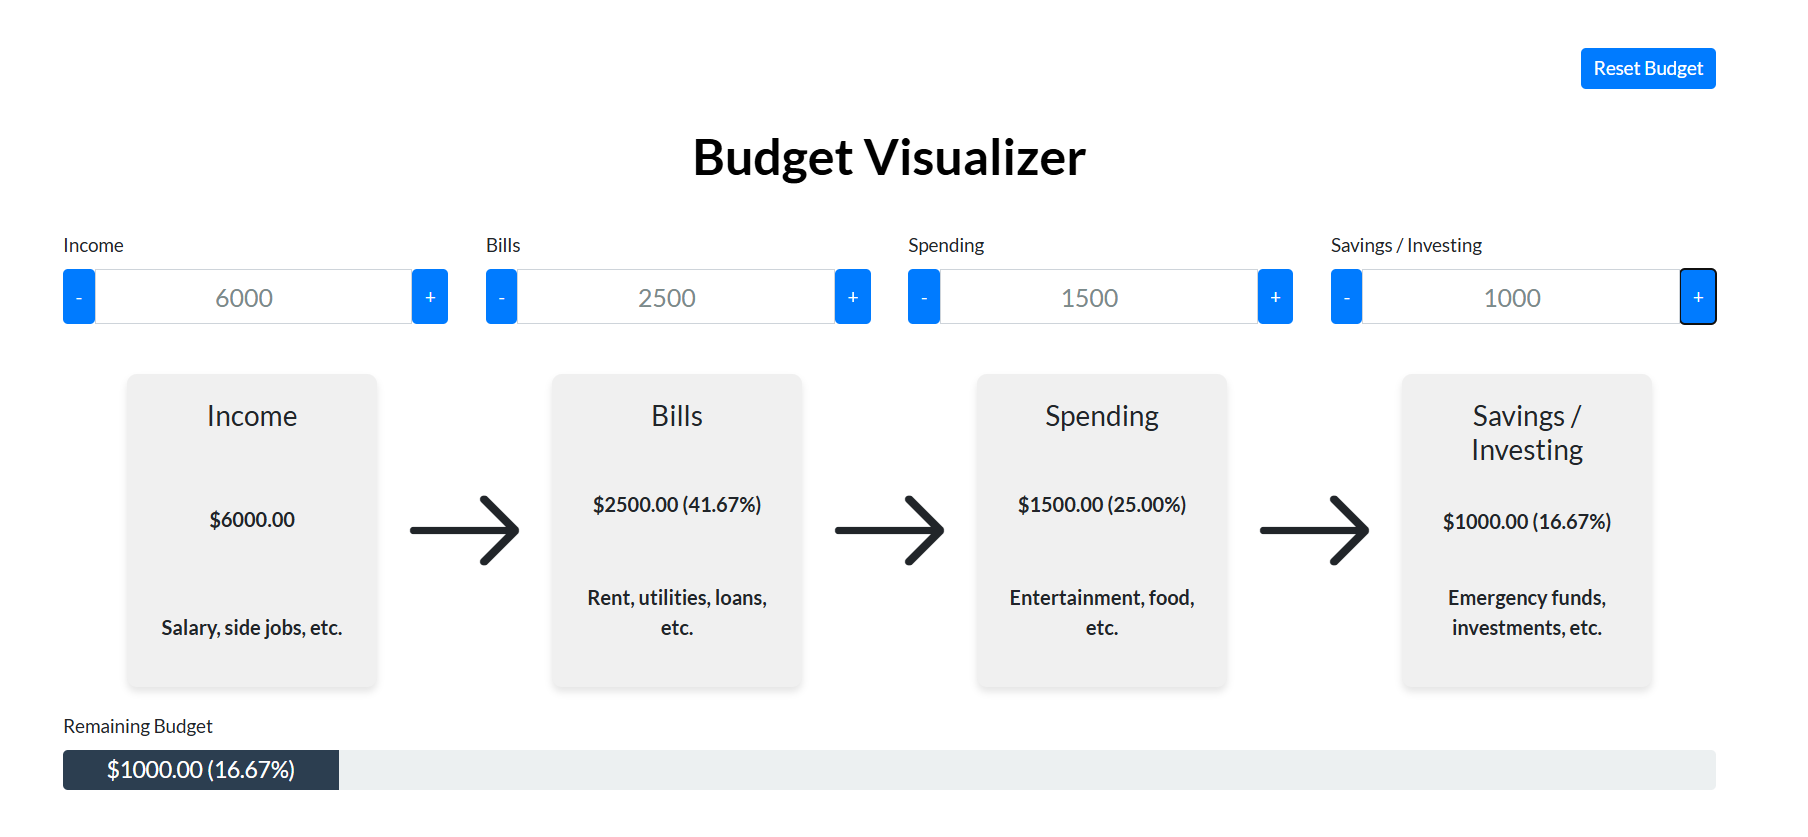 Reset Budget
Budget Visualizer
Income
- 6000 +
Bills
- 2500 +
Spending
- 1500 +
Savings / Investing
- 1000 +
Income
$6000.00
Salary, side jobs, etc.
Bills
$2500.00 (41.67%)
Rent, utilities, loans,
etc.
Spending
$1500.00 (25.00%)
Entertainment, food,
etc.
Savings /
Investing
$1000.00 (16.67%)
Emergency funds,
investments, etc.
Remaining Budget
$1000.00 (16.67%)